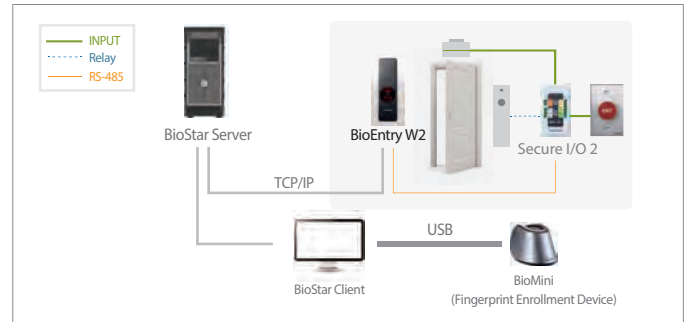 INPUT
Relay
RS-485
BioStar Server
BioEntry W2
Secure I/O 2
EXIT
TCP/IP
USB
BioStar Client
BioMini
(Fingerprint Enrollment Device)